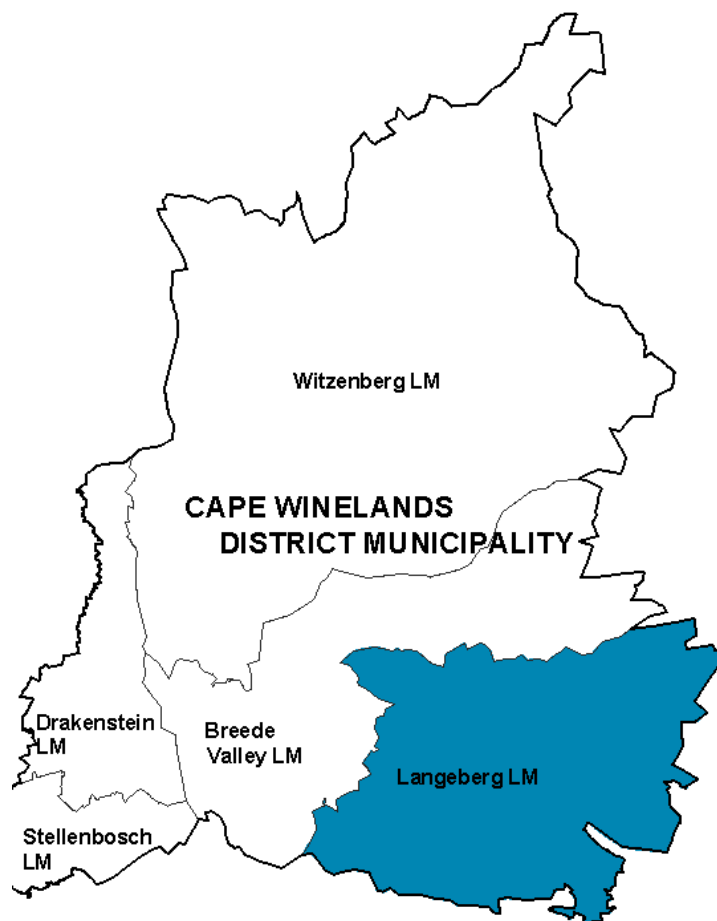 Witzenberg LM
CAPE WINELANDS
DISTRICT MUNICIPALITY
Drakenstein
LM
Breede
Valley LM
Langeberg LM
Stellenbosch
LM